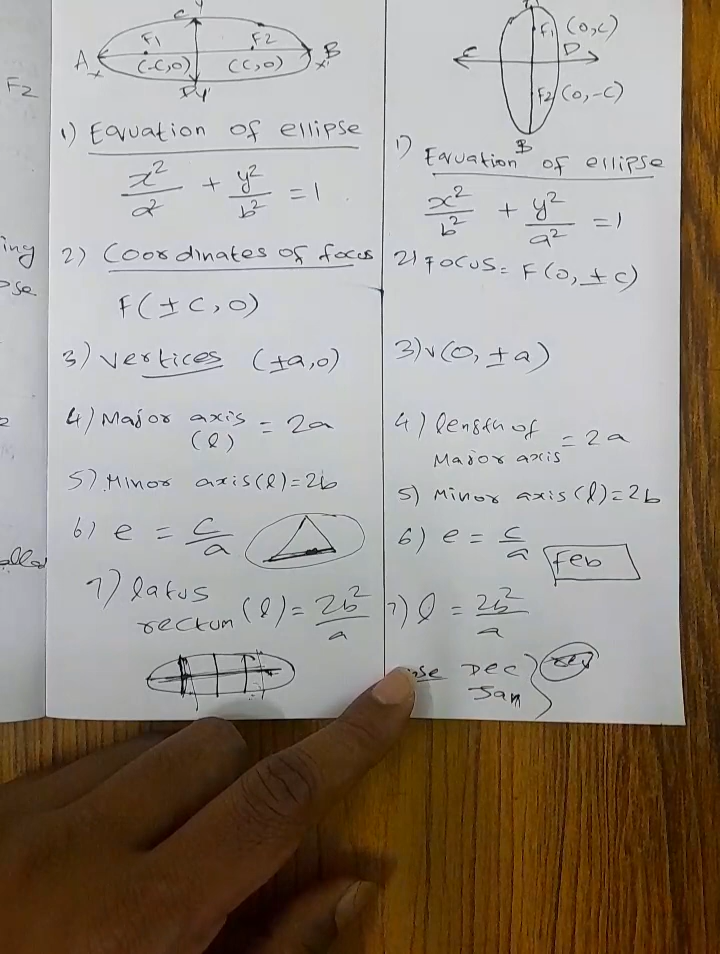 F2
ing
y
C
F1
F2
A
B
x'
x
(-c,0)
(c,0)
1) Equation of ellipse
x²/a² + y²/b² = 1
2) Coordinates of focus
F(±c,0)
3) vertices (±a,0)
4) Major axis (l) = 2a
5) Minor axis(l)=2b
6) e = c/a
7) latus rectum (l) = 2b²/a
F1 (0,c)
C
D
F2 (0,-c)
B
1) Equation of ellipse
x²/b² + y²/a² = 1
2) Focus= F(0,±c)
3) v(0,±a)
4) length of Major axis = 2a
5) Minor axis(l)=2b
6) e = c/a
Feb
7) l = 2b²/a
Dec
Jan